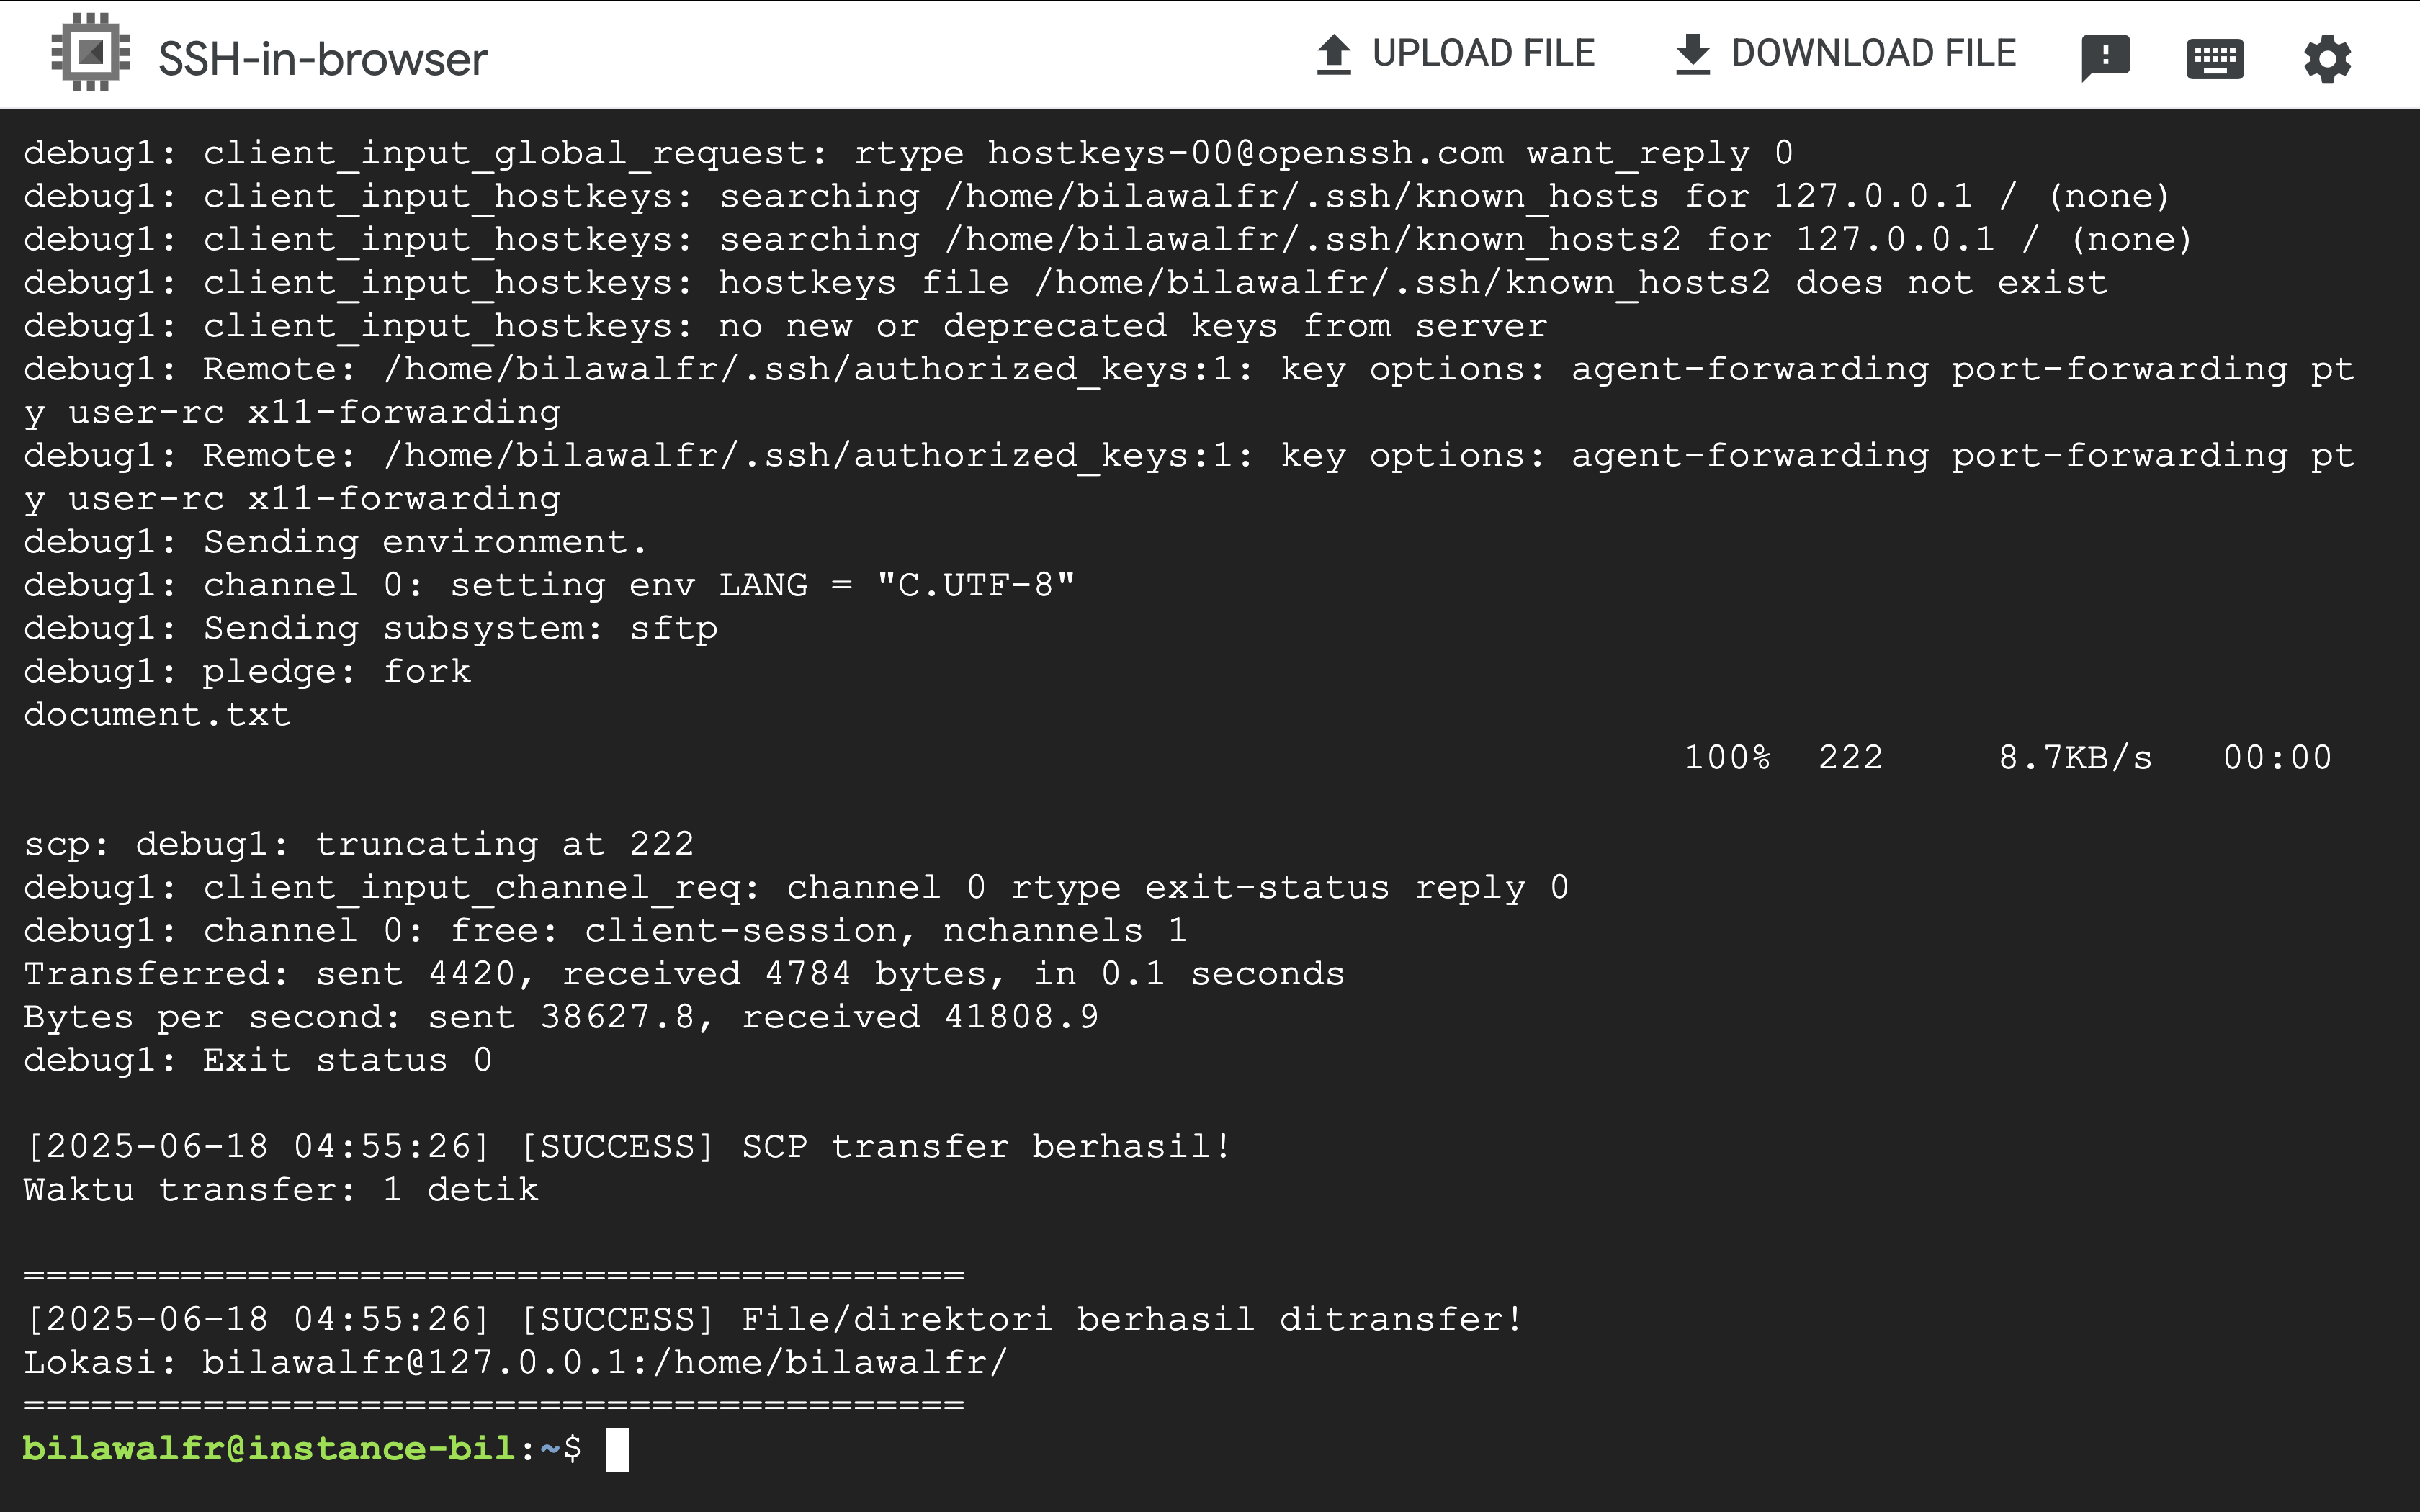 SSH-in-browser
UPLOAD FILE
DOWNLOAD FILE
debug1: client_input_global_request: rtype hostkeys-00@openssh.com want_reply 0
debug1: client_input_hostkeys: searching /home/bilawalfr/.ssh/known_hosts for 127.0.0.1 / (none)
debug1: client_input_hostkeys: searching /home/bilawalfr/.ssh/known_hosts2 for 127.0.0.1 / (none)
debug1: client_input_hostkeys: hostkeys file /home/bilawalfr/.ssh/known_hosts2 does not exist
debug1: client_input_hostkeys: no new or deprecated keys from server
debug1: Remote: /home/bilawalfr/.ssh/authorized_keys:1: key options: agent-forwarding port-forwarding pt
y user-rc x11-forwarding
debug1: Remote: /home/bilawalfr/.ssh/authorized_keys:1: key options: agent-forwarding port-forwarding pt
y user-rc x11-forwarding
debug1: Sending environment.
debug1: channel 0: setting env LANG = "C.UTF-8"
debug1: Sending subsystem: sftp
debug1: pledge: fork
document.txt
100%  222     8.7KB/s   00:00
scp: debug1: truncating at 222
debug1: client_input_channel_req: channel 0 rtype exit-status reply 0
debug1: channel 0: free: client-session, nchannels 1
Transferred: sent 4420, received 4784 bytes, in 0.1 seconds
Bytes per second: sent 38627.8, received 41808.9
debug1: Exit status 0
[2025-06-18 04:55:26] [SUCCESS] SCP transfer berhasil!
Waktu transfer: 1 detik
==========================================
[2025-06-18 04:55:26] [SUCCESS] File/direktori berhasil ditransfer!
Lokasi: bilawalfr@127.0.0.1:/home/bilawalfr/
==========================================
bilawalfr@instance-bil:~$